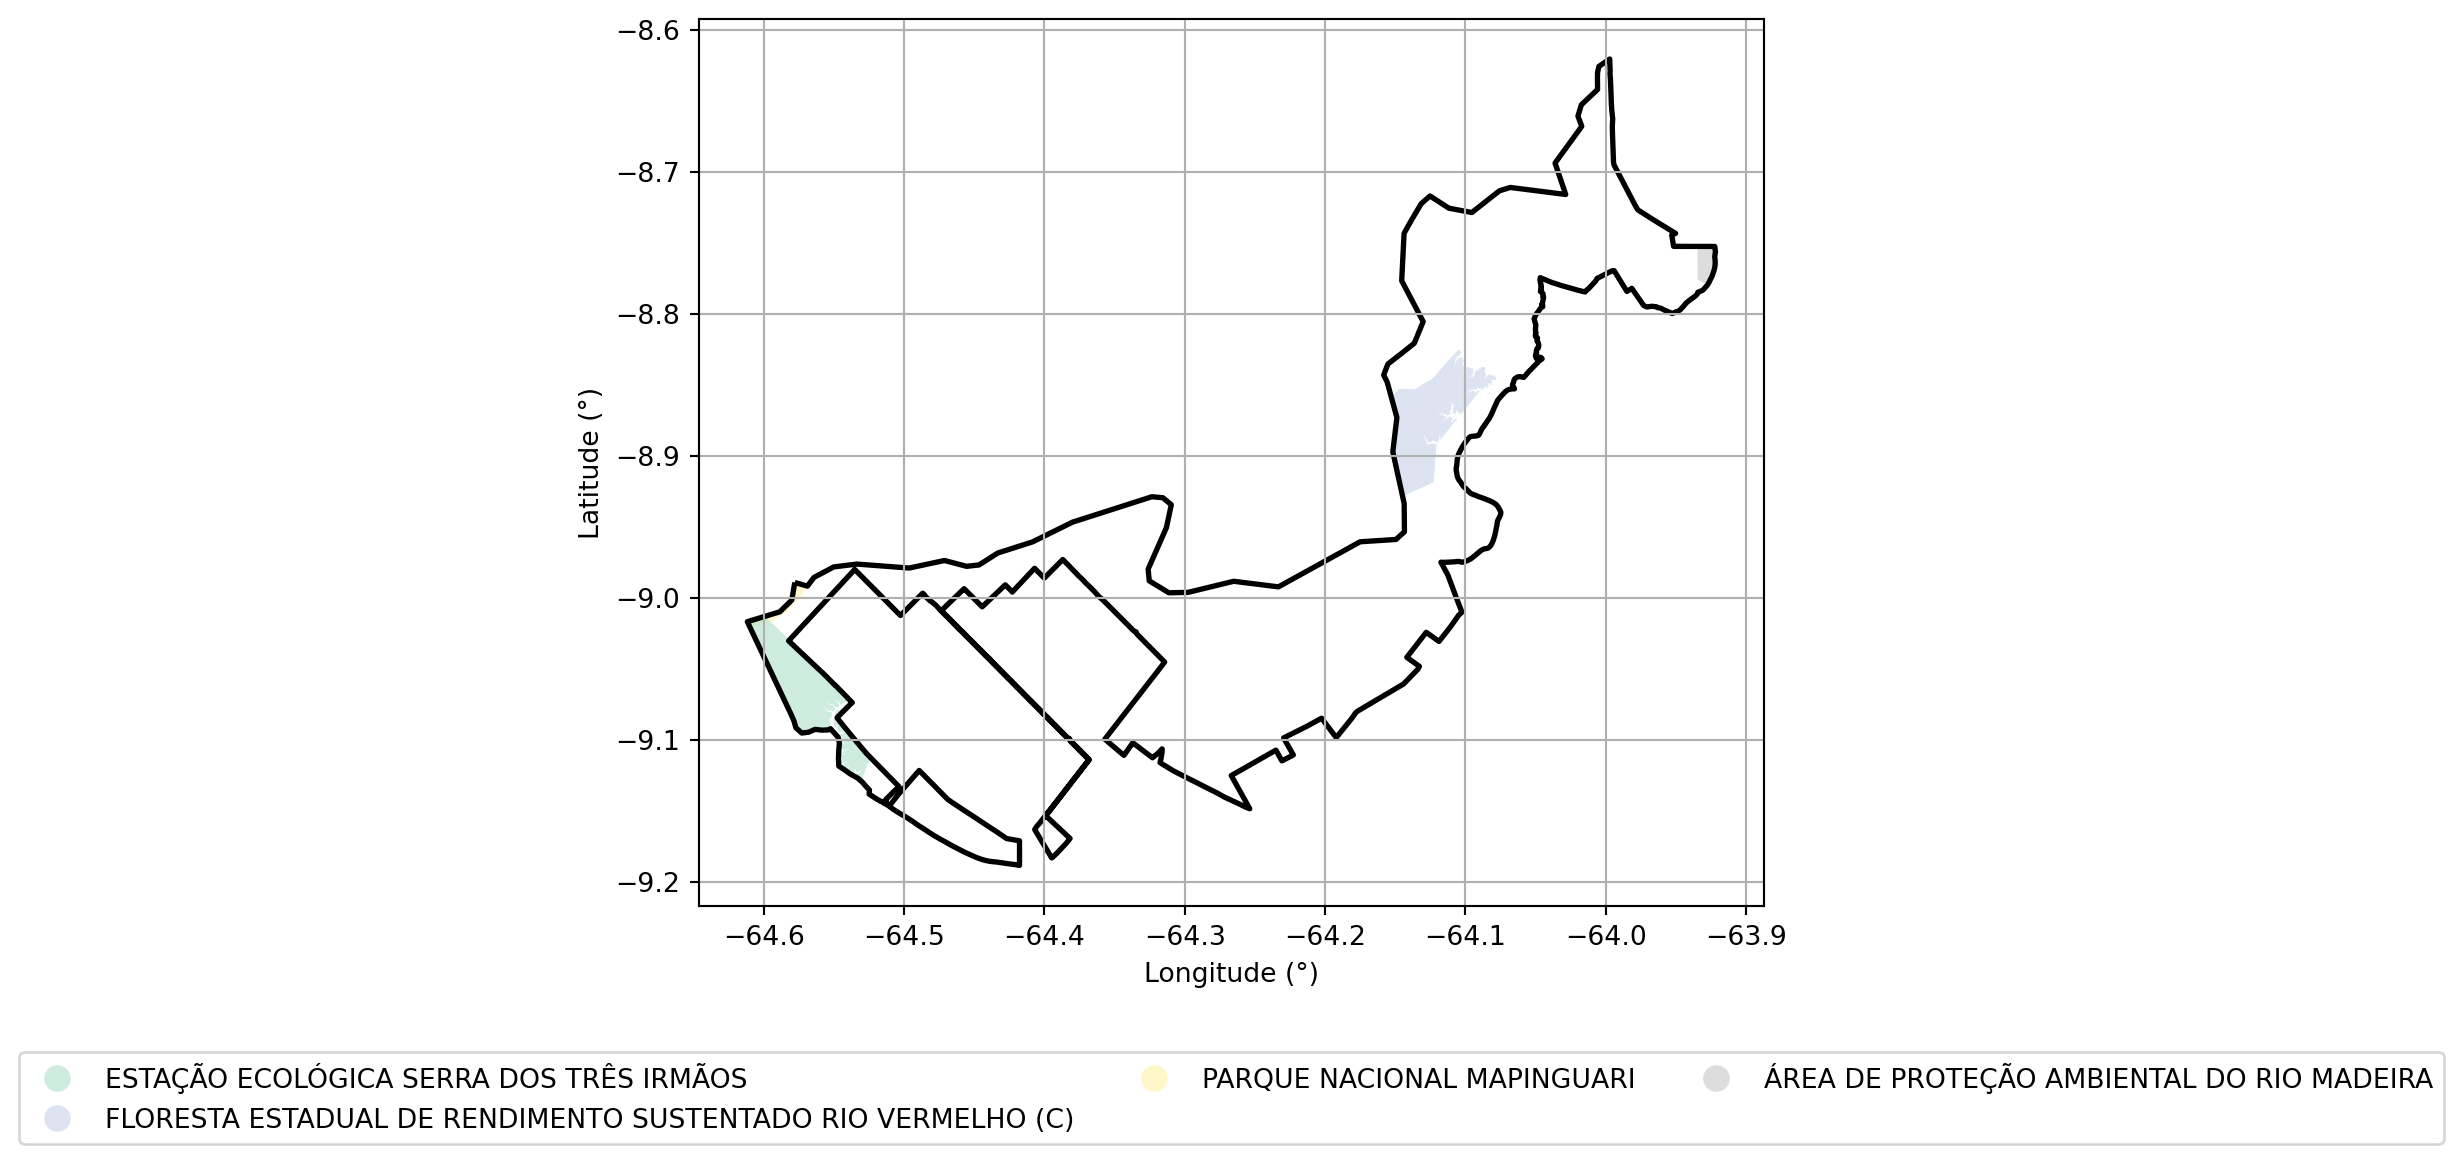 −8.6
−8.7
−8.8
−8.9
−9.0
−9.1
−9.2
Latitude (°)
−64.6 −64.5 −64.4 −64.3 −64.2 −64.1 −64.0 −63.9
Longitude (°)
ESTAÇÃO ECOLÓGICA SERRA DOS TRÊS IRMÃOS
FLORESTA ESTADUAL DE RENDIMENTO SUSTENTADO RIO VERMELHO (C)
PARQUE NACIONAL MAPINGUARI
ÁREA DE PROTEÇÃO AMBIENTAL DO RIO MADEIRA